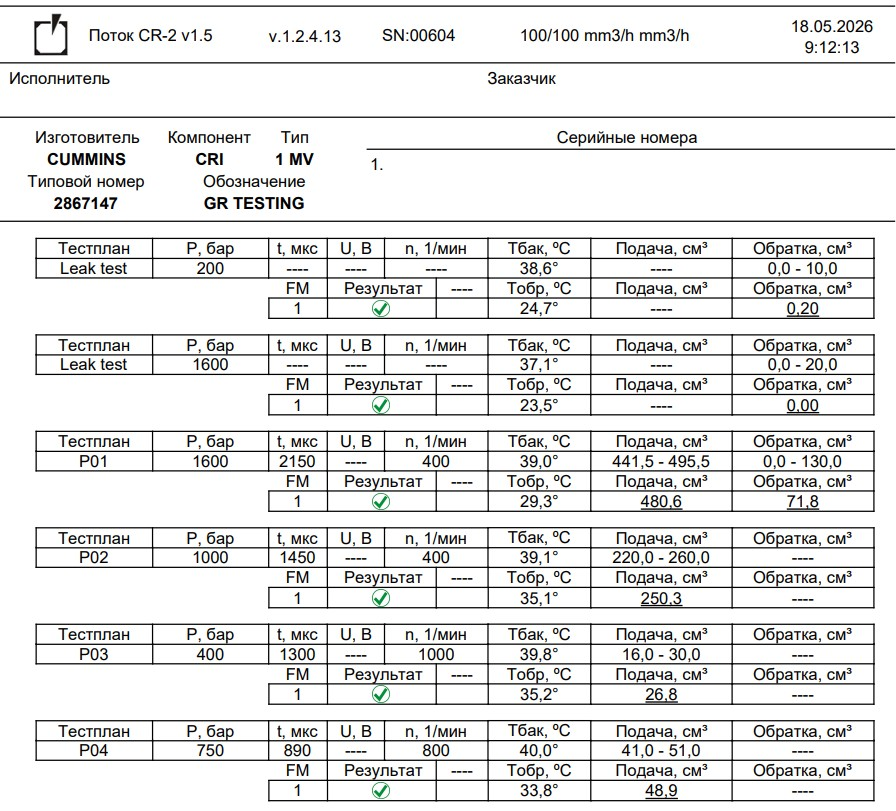 Поток CR-2 v1.5 v.1.2.4.13 SN:00604 100/100 mm3/h mm3/h 18.05.2026
9:12:13
Исполнитель Заказчик
Изготовитель Компонент Тип Серийные номера
CUMMINS CRI 1 MV 1.
Типовой номер Обозначение
2867147 GR TESTING
Тестплан P, бар t, мкс U, В n, 1/мин Тбак, ºC Подача, см³ Обратка, см³
Leak test 200 ---- ---- ---- 38,6° ---- 0,0 - 10,0
FM Результат ---- Тобр, ºC Подача, см³ Обратка, см³
1 24,7° ---- 0,20
Тестплан P, бар t, мкс U, В n, 1/мин Тбак, ºC Подача, см³ Обратка, см³
Leak test 1600 ---- ---- ---- 37,1° ---- 0,0 - 20,0
FM Результат ---- Тобр, ºC Подача, см³ Обратка, см³
1 23,5° ---- 0,00
Тестплан P, бар t, мкс U, В n, 1/мин Тбак, ºC Подача, см³ Обратка, см³
P01 1600 2150 ---- 400 39,0° 441,5 - 495,5 0,0 - 130,0
FM Результат ---- Тобр, ºC Подача, см³ Обратка, см³
1 29,3° 480,6 71,8
Тестплан P, бар t, мкс U, В n, 1/мин Тбак, ºC Подача, см³ Обратка, см³
P02 1000 1450 ---- 400 39,1° 220,0 - 260,0 ----
FM Результат ---- Тобр, ºC Подача, см³ Обратка, см³
1 35,1° 250,3 ----
Тестплан P, бар t, мкс U, В n, 1/мин Тбак, ºC Подача, см³ Обратка, см³
P03 400 1300 ---- 1000 39,8° 16,0 - 30,0 ----
FM Результат ---- Тобр, ºC Подача, см³ Обратка, см³
1 35,2° 26,8 ----
Тестплан P, бар t, мкс U, В n, 1/мин Тбак, ºC Подача, см³ Обратка, см³
P04 750 890 ---- 800 40,0° 41,0 - 51,0 ----
FM Результат ---- Тобр, ºC Подача, см³ Обратка, см³
1 33,8° 48,9 ----